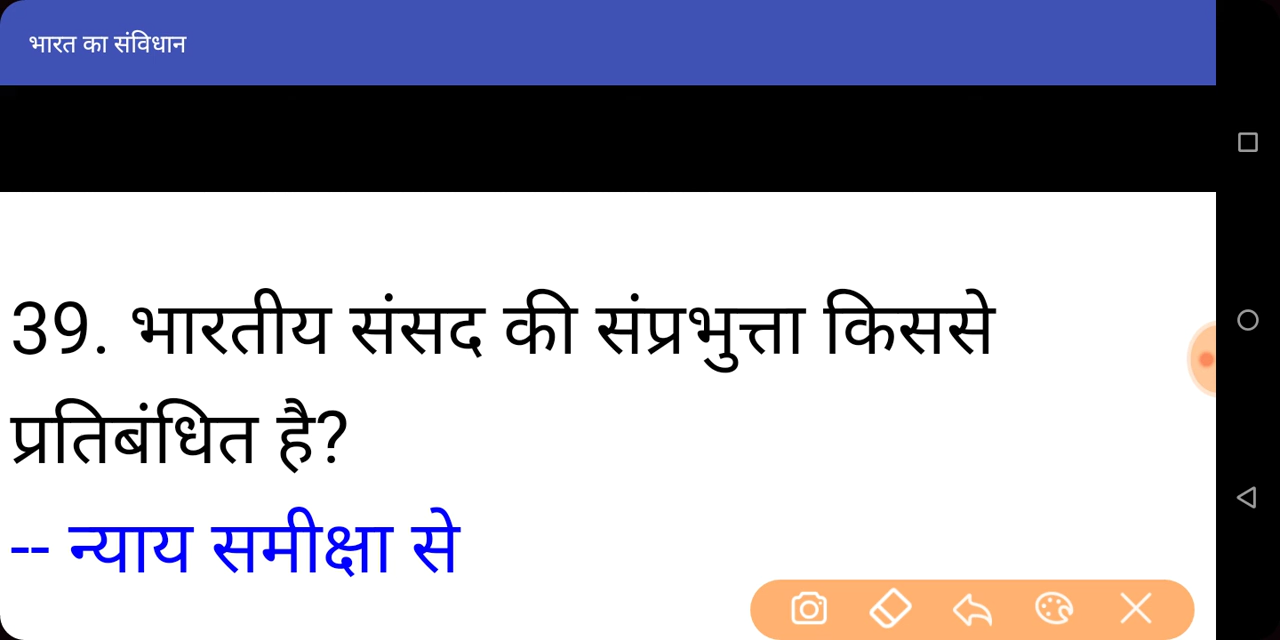 भारत का संविधान
39. भारतीय संसद की संप्रभुत्ता किससे
प्रतिबंधित है?
-- न्याय समीक्षा से